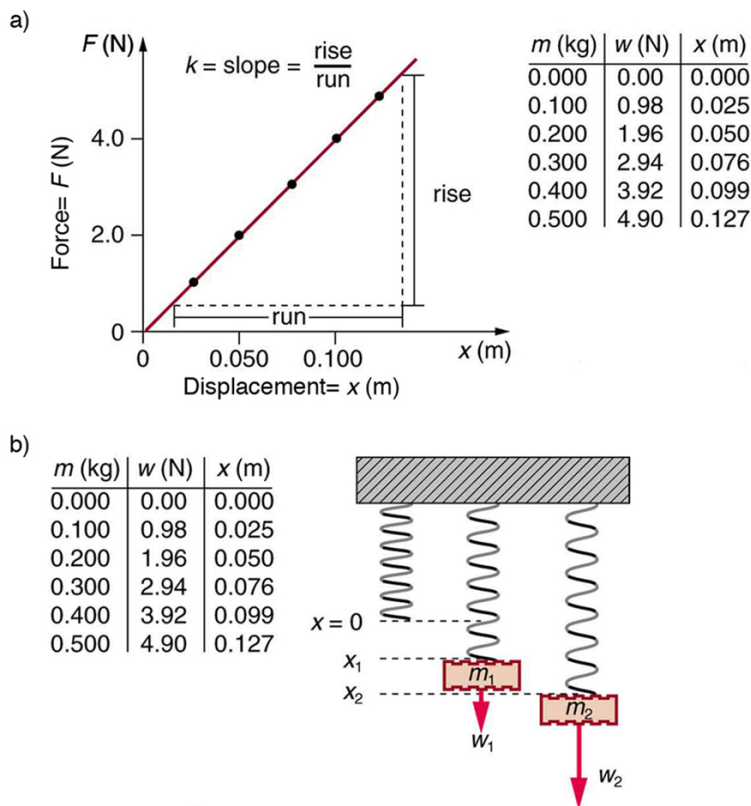 a)
F (N)
k = slope = rise
run
4.0
2.0
0
Force= F (N)
rise
run
0 0.050 0.100 x (m)
Displacement= x (m)
m (kg) w (N) x (m)
0.000 0.00 0.000
0.100 0.98 0.025
0.200 1.96 0.050
0.300 2.94 0.076
0.400 3.92 0.099
0.500 4.90 0.127
b)
m (kg) w (N) x (m)
0.000 0.00 0.000
0.100 0.98 0.025
0.200 1.96 0.050
0.300 2.94 0.076
0.400 3.92 0.099
0.500 4.90 0.127
x = 0
x₁
x₂
m₁
m₂
w₁
w₂